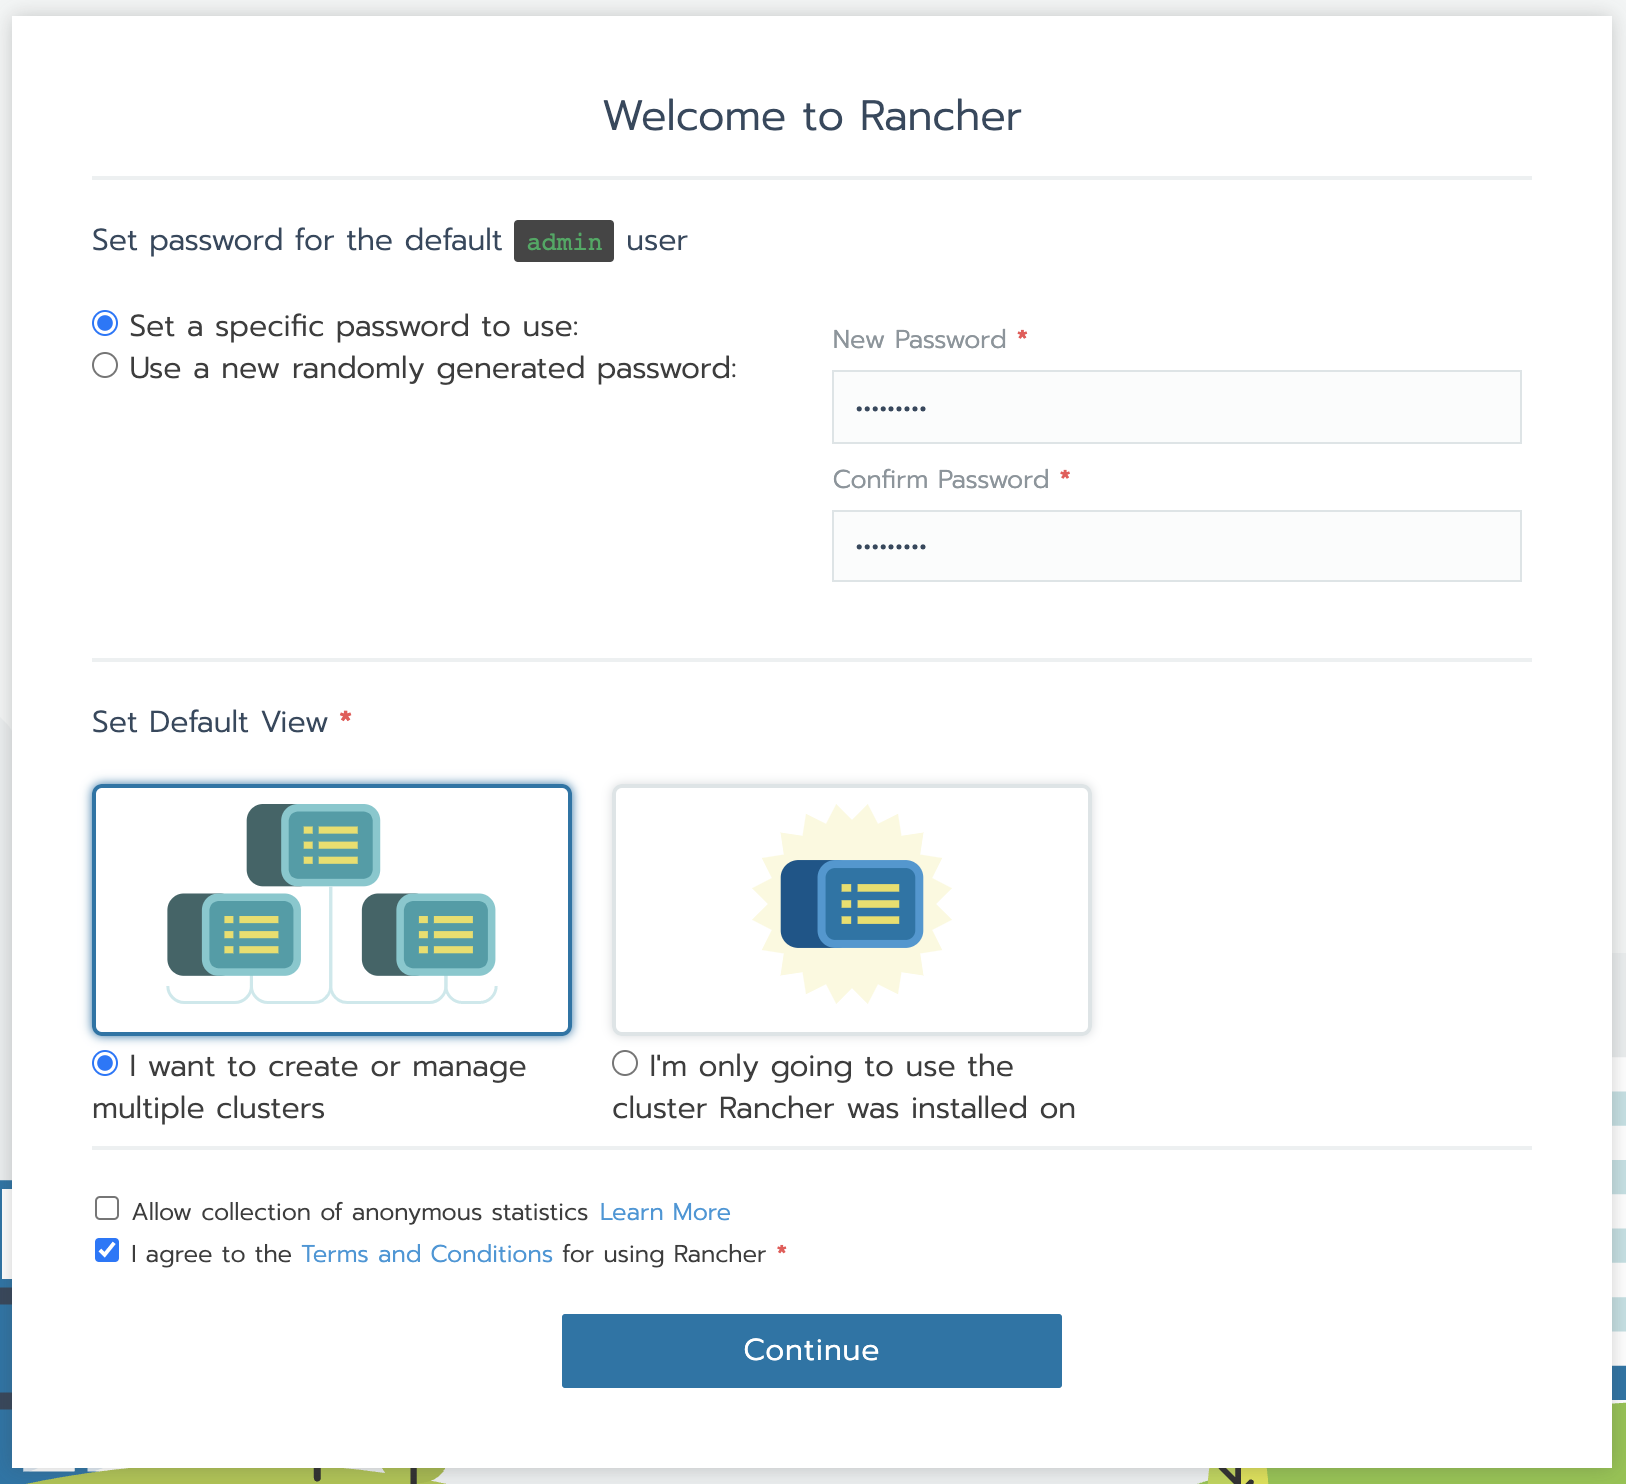 Welcome to Rancher
Set password for the default admin user
Set a specific password to use:
Use a new randomly generated password:
New Password *
•••••••••
Confirm Password *
•••••••••
Set Default View *
I want to create or manage
multiple clusters
I'm only going to use the
cluster Rancher was installed on
Allow collection of anonymous statistics Learn More
I agree to the Terms and Conditions for using Rancher *
Continue